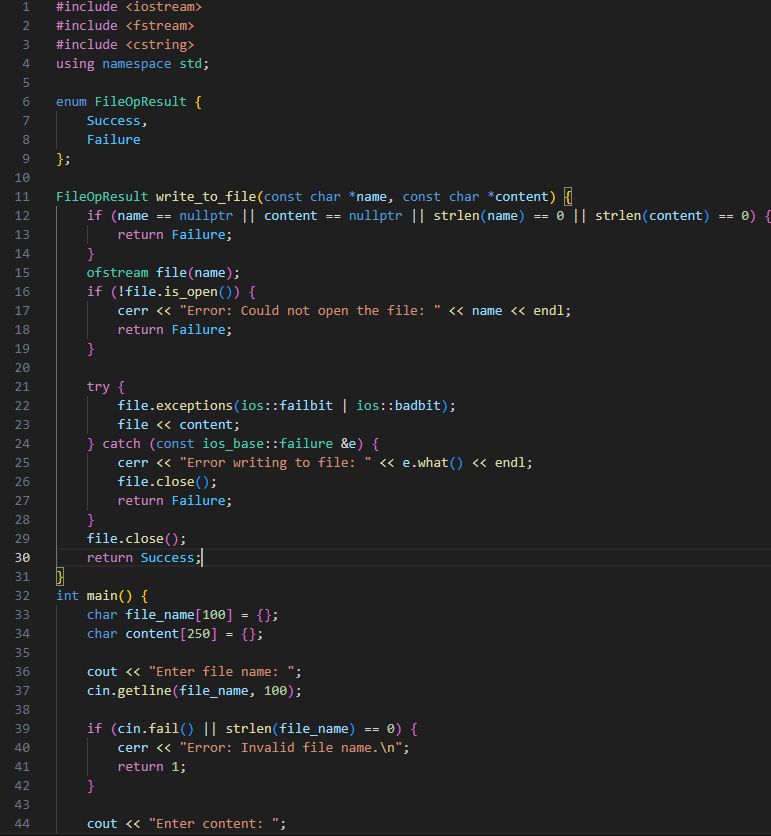 1 #include <iostream>
2 #include <fstream>
3 #include <cstring>
4 using namespace std;
5
6 enum FileOpResult {
7     Success,
8     Failure
9 };
10
11 FileOpResult write_to_file(const char *name, const char *content) {
12     if (name == nullptr || content == nullptr || strlen(name) == 0 || strlen(content) == 0) {
13         return Failure;
14     }
15     ofstream file(name);
16     if (!file.is_open()) {
17         cerr << "Error: Could not open the file: " << name << endl;
18         return Failure;
19     }
20
21     try {
22         file.exceptions(ios::failbit | ios::badbit);
23         file << content;
24     } catch (const ios_base::failure &e) {
25         cerr << "Error writing to file: " << e.what() << endl;
26         file.close();
27         return Failure;
28     }
29     file.close();
30     return Success;
31 }
32 int main() {
33     char file_name[100] = {};
34     char content[250] = {};
35
36     cout << "Enter file name: ";
37     cin.getline(file_name, 100);
38
39     if (cin.fail() || strlen(file_name) == 0) {
40         cerr << "Error: Invalid file name.\n";
41         return 1;
42     }
43
44     cout << "Enter content: ";